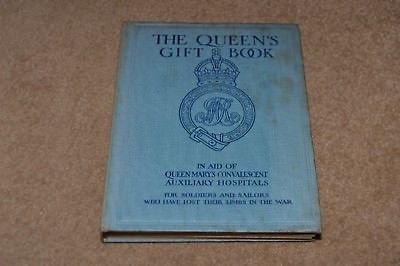 THE QUEEN'S
GIFT BOOK
IN AID OF
QUEEN MARY'S CONVALESCENT
AUXILIARY HOSPITALS
FOR SOLDIERS AND SAILORS
WHO HAVE LOST THEIR LIMBS IN THE WAR